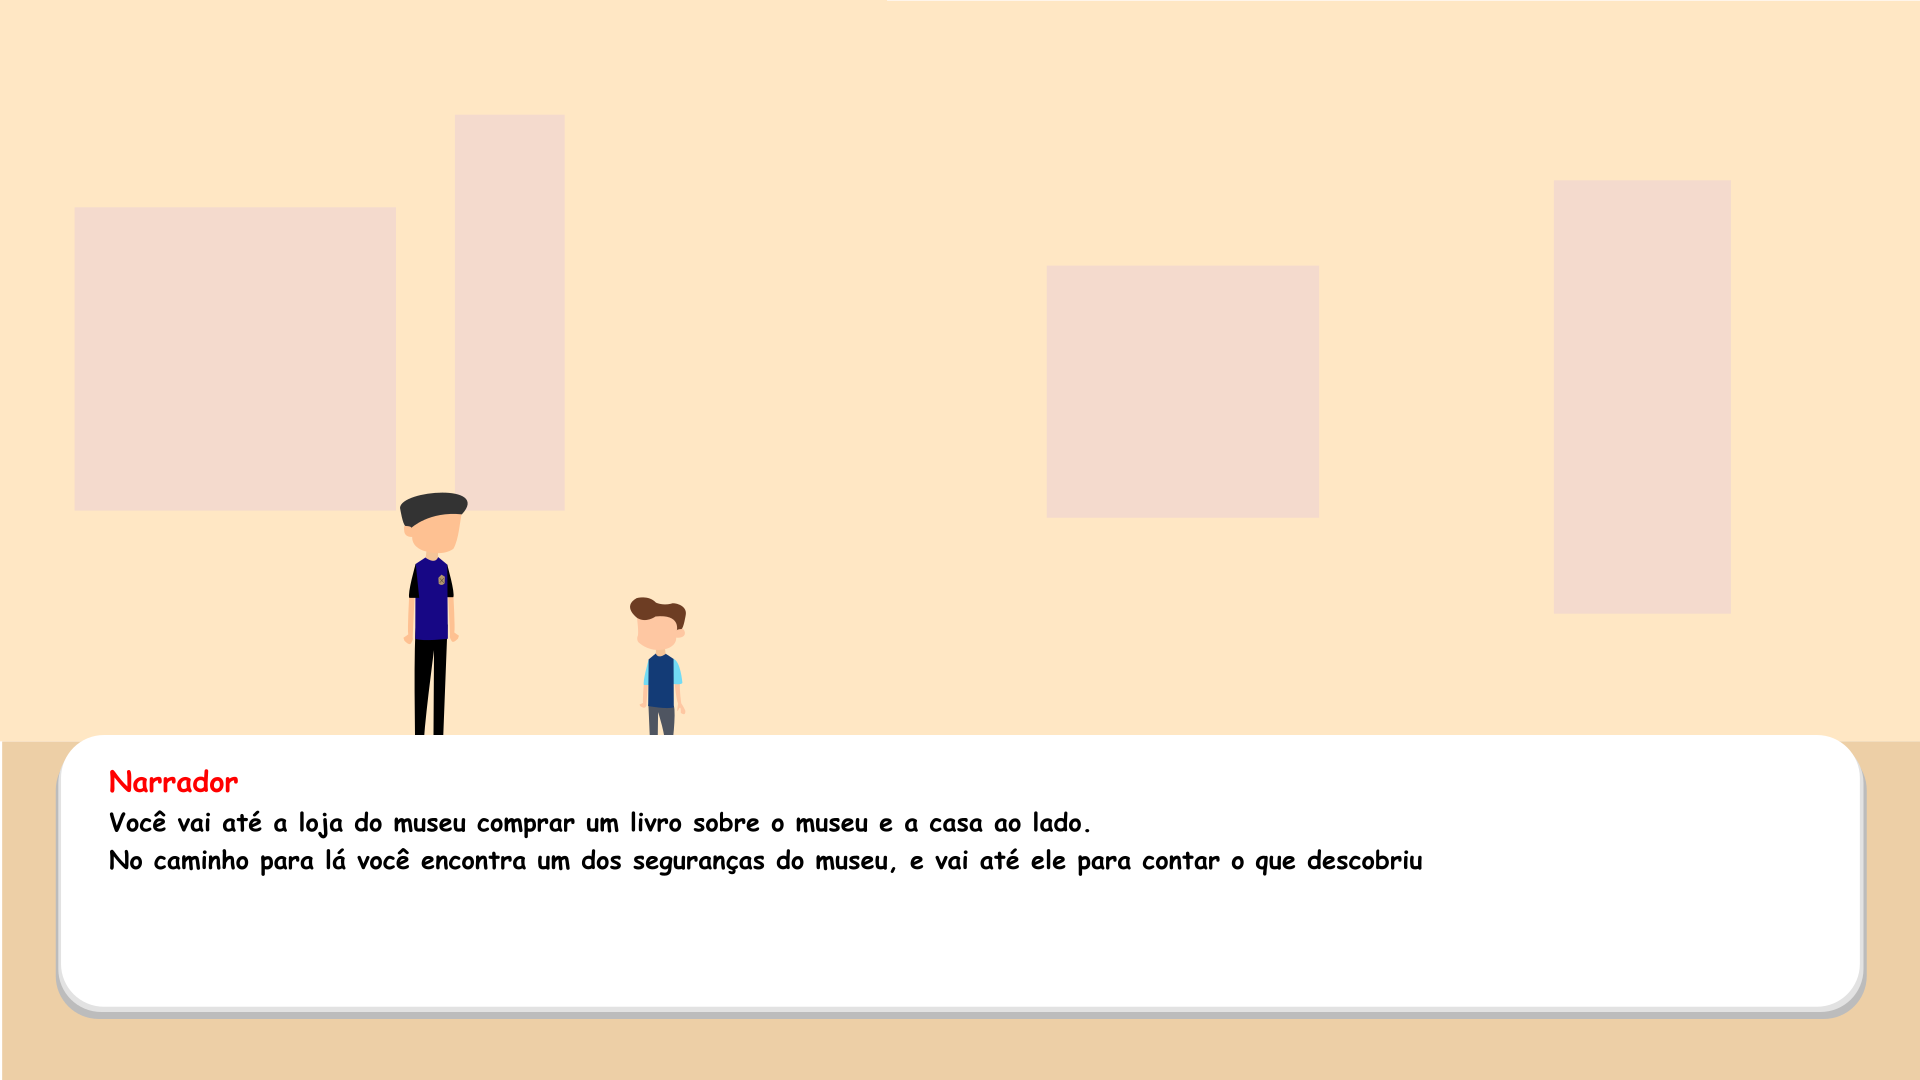 Narrador
Você vai até a loja do museu comprar um livro sobre o museu e a casa ao lado.
No caminho para lá você encontra um dos seguranças do museu, e vai até ele para contar o que descobriu